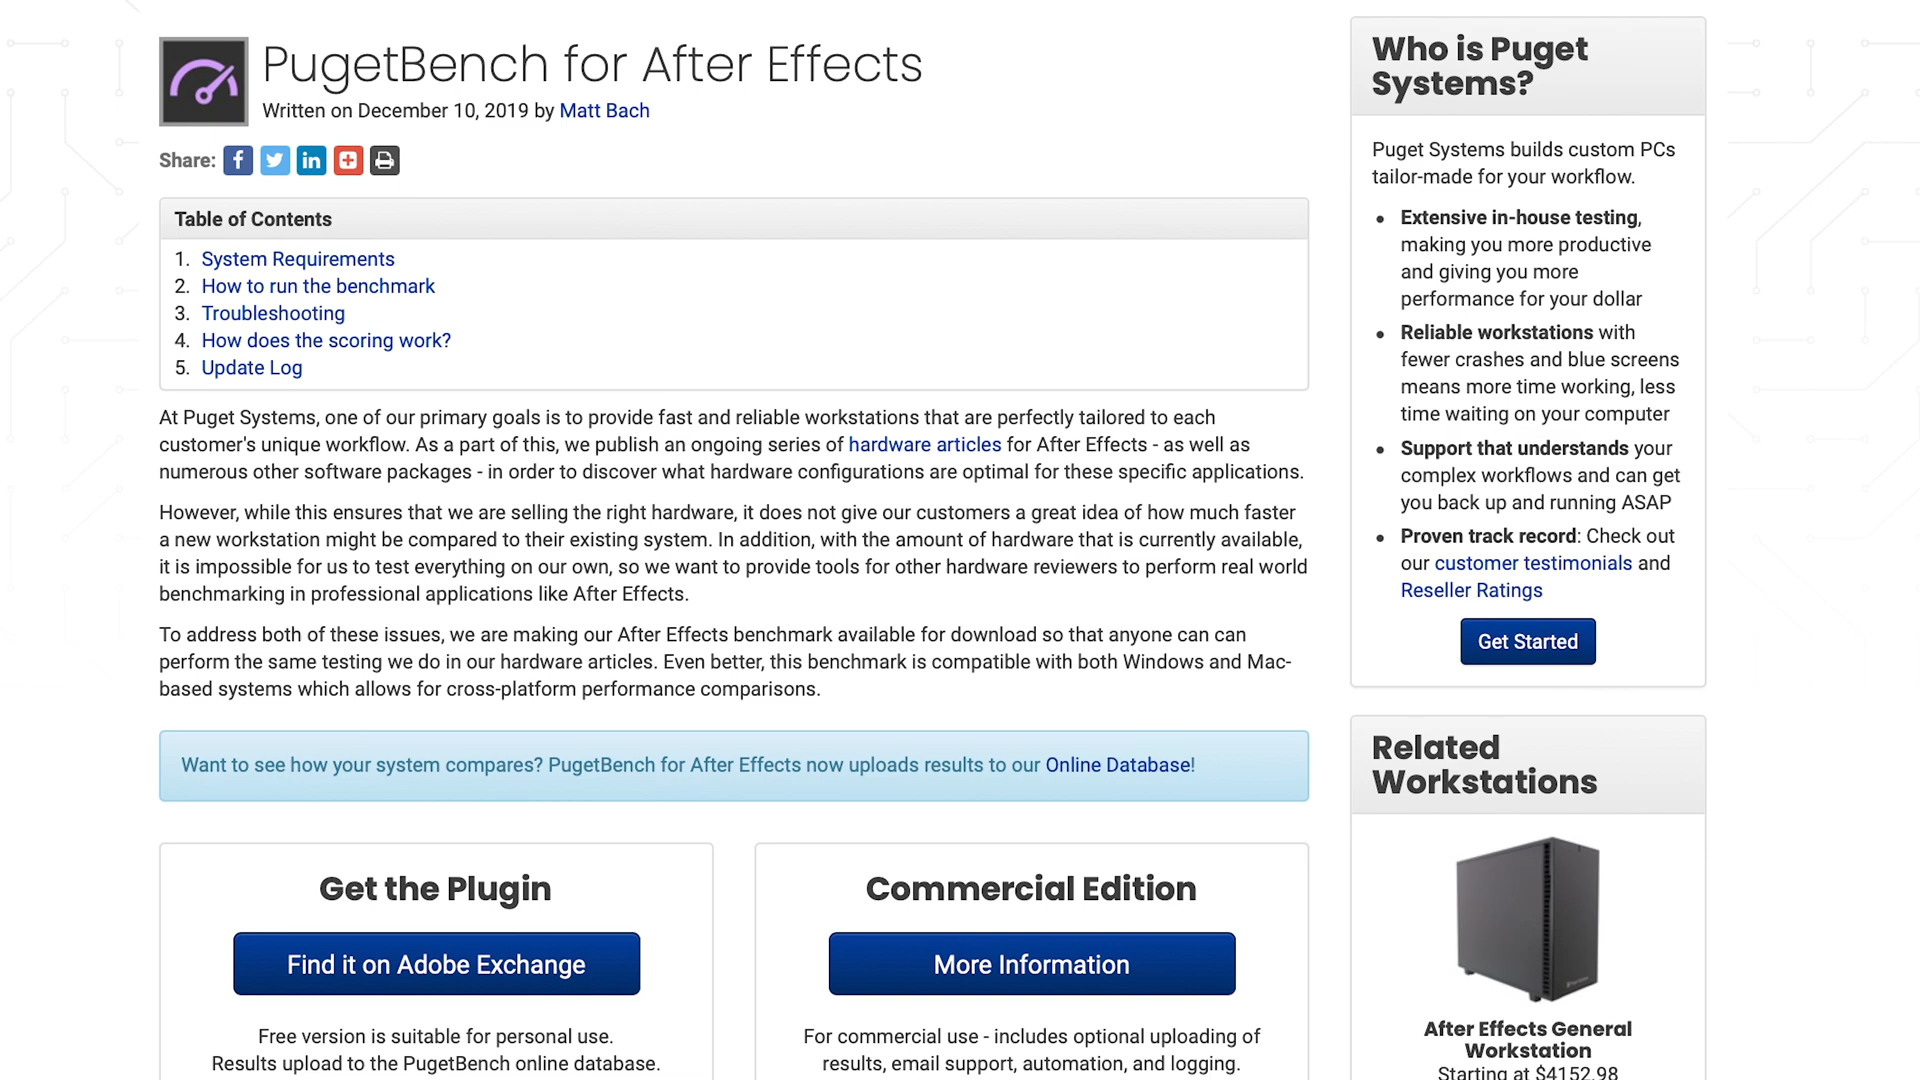 PugetBench for After Effects
Written on December 10, 2019 by Matt Bach
Share:
Table of Contents
1. System Requirements
2. How to run the benchmark
3. Troubleshooting
4. How does the scoring work?
5. Update Log
At Puget Systems, one of our primary goals is to provide fast and reliable workstations that are perfectly tailored to each
customer's unique workflow. As a part of this, we publish an ongoing series of hardware articles for After Effects - as well as
numerous other software packages - in order to discover what hardware configurations are optimal for these specific applications.
However, while this ensures that we are selling the right hardware, it does not give our customers a great idea of how much faster
a new workstation might be compared to their existing system. In addition, with the amount of hardware that is currently available,
it is impossible for us to test everything on our own, so we want to provide tools for other hardware reviewers to perform real world
benchmarking in professional applications like After Effects.
To address both of these issues, we are making our After Effects benchmark available for download so that anyone can can
perform the same testing we do in our hardware articles. Even better, this benchmark is compatible with both Windows and Mac-
based systems which allows for cross-platform performance comparisons.
Want to see how your system compares? PugetBench for After Effects now uploads results to our Online Database!
Get the Plugin
Find it on Adobe Exchange
Free version is suitable for personal use.
Results upload to the PugetBench online database.
Commercial Edition
More Information
For commercial use - includes optional uploading of
results, email support, automation, and logging.
Who is Puget
Systems?
Puget Systems builds custom PCs
tailor-made for your workflow.
• Extensive in-house testing,
making you more productive
and giving you more
performance for your dollar
• Reliable workstations with
fewer crashes and blue screens
means more time working, less
time waiting on your computer
• Support that understands your
complex workflows and can get
you back up and running ASAP
• Proven track record: Check out
our customer testimonials and
Reseller Ratings
Get Started
Related
Workstations
After Effects General
Workstation
Starting at $4152.98